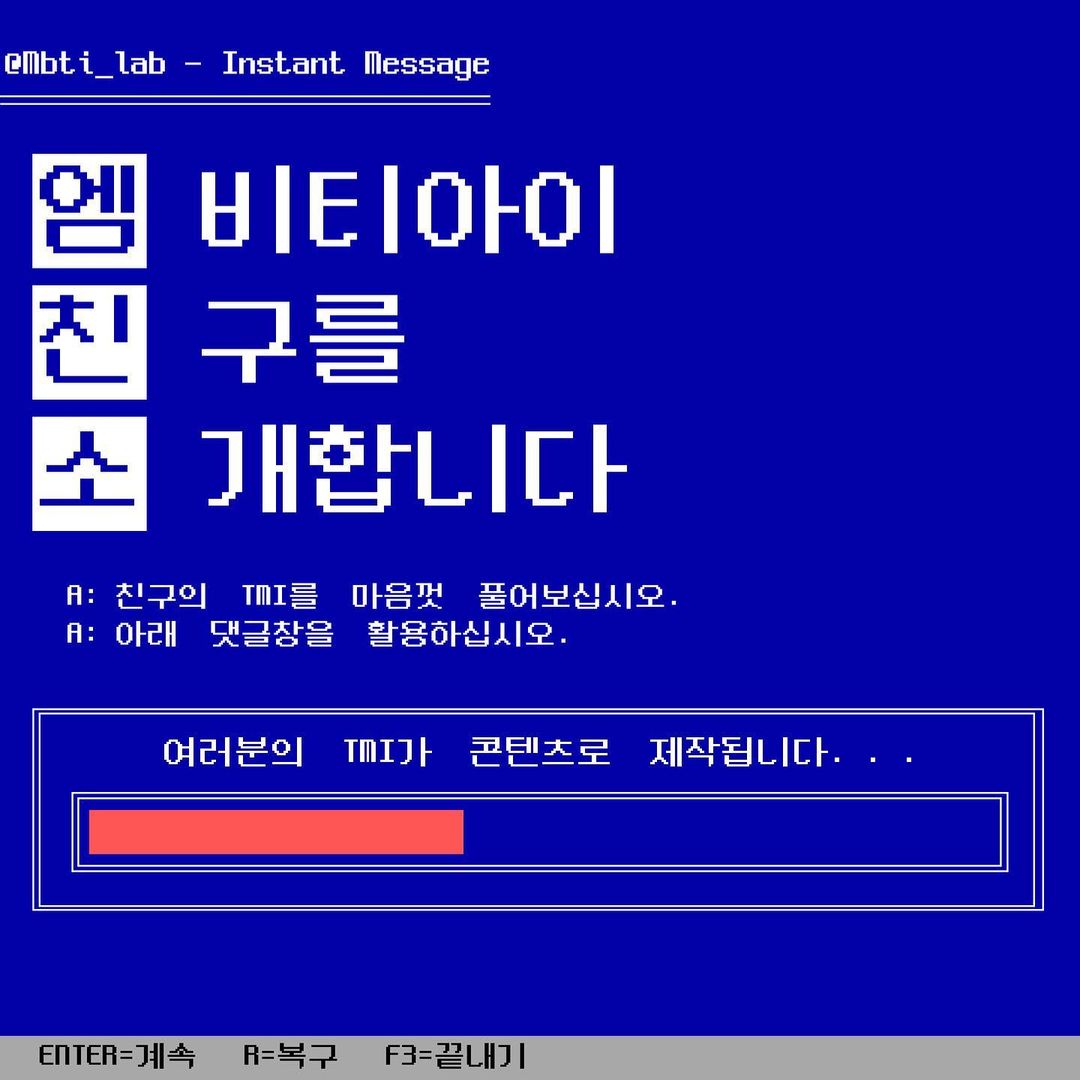 @Mbti_lab - Instant Message
엠 비티아이
친 구를
소 개합니다
A: 친구의 TMI를 마음껏 풀어보십시오.
A: 아래 댓글창을 활용하십시오.
여러분의 TMI가 콘텐츠로 제작됩니다. . .
ENTER=계속 R=복구 F3=끝내기